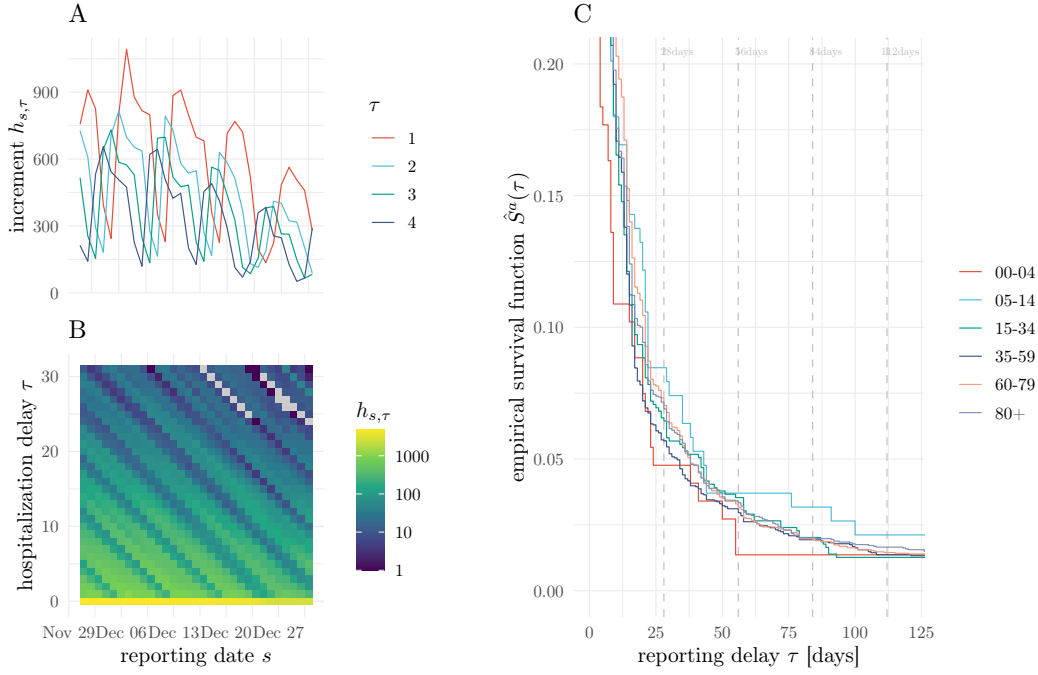 A
increment h_{s,τ}
900
600
300
0
τ
1
2
3
4
B
hospitalization delay τ
30
20
10
0
Nov 29 Dec 06 Dec 13 Dec 20 Dec 27
reporting date s
h_{s,τ}
1000
100
10
1
C
empirical survival function Ŝ^a(τ)
0.20
0.15
0.10
0.05
0.00
28days 56days 84days 112days
0 25 50 75 100 125
reporting delay τ [days]
00-04
05-14
15-34
35-59
60-79
80+